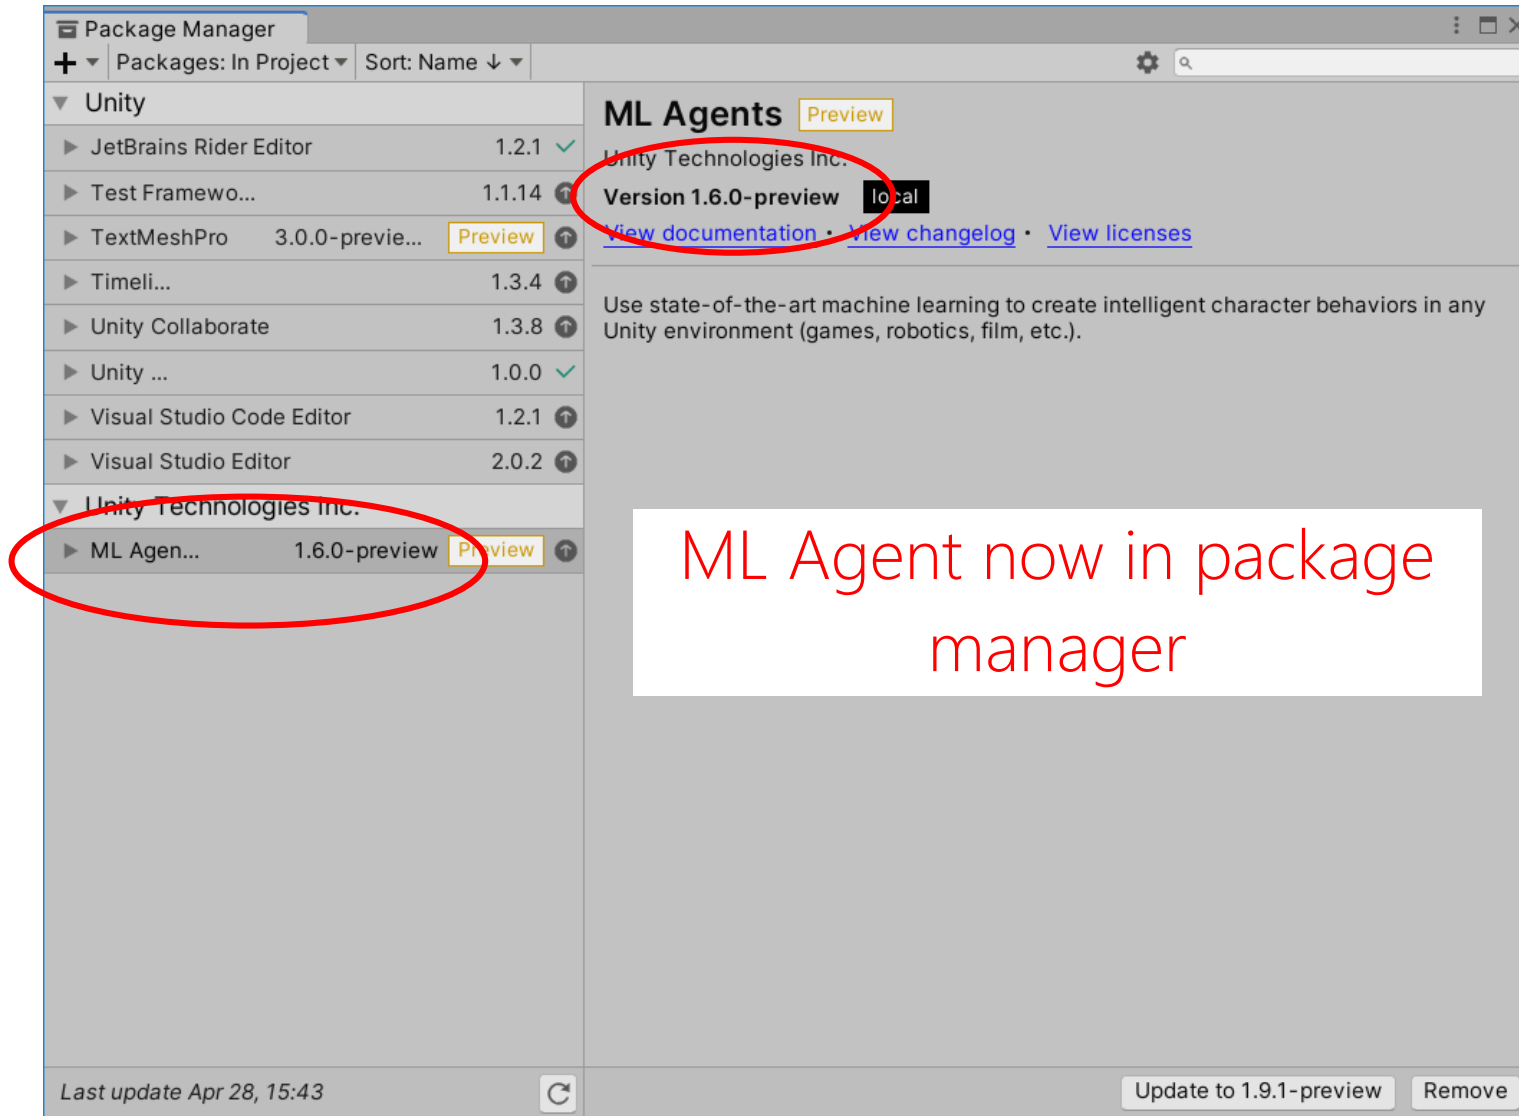 Package Manager
Packages: In Project Sort: Name ↓
Unity
JetBrains Rider Editor 1.2.1
Test Framewo... 1.1.14
TextMeshPro 3.0.0-previe... Preview
Timeli... 1.3.4
Unity Collaborate 1.3.8
Unity ... 1.0.0
Visual Studio Code Editor 1.2.1
Visual Studio Editor 2.0.2
Unity Technologies Inc.
ML Agen... 1.6.0-preview Preview
Last update Apr 28, 15:43
ML Agents Preview
Unity Technologies Inc.
Version 1.6.0-preview local
View documentation • View changelog • View licenses
Use state-of-the-art machine learning to create intelligent character behaviors in any
Unity environment (games, robotics, film, etc.).
ML Agent now in package
manager
Update to 1.9.1-preview Remove